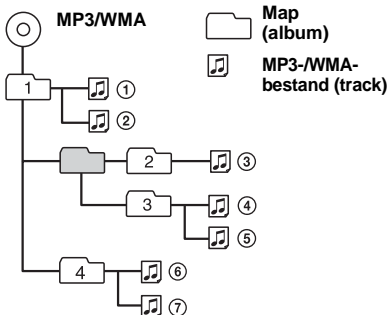 MP3/WMA
Map
(album)
MP3-/WMA-
bestand (track)
1
①
②
2
③
3
④
⑤
4
⑥
⑦